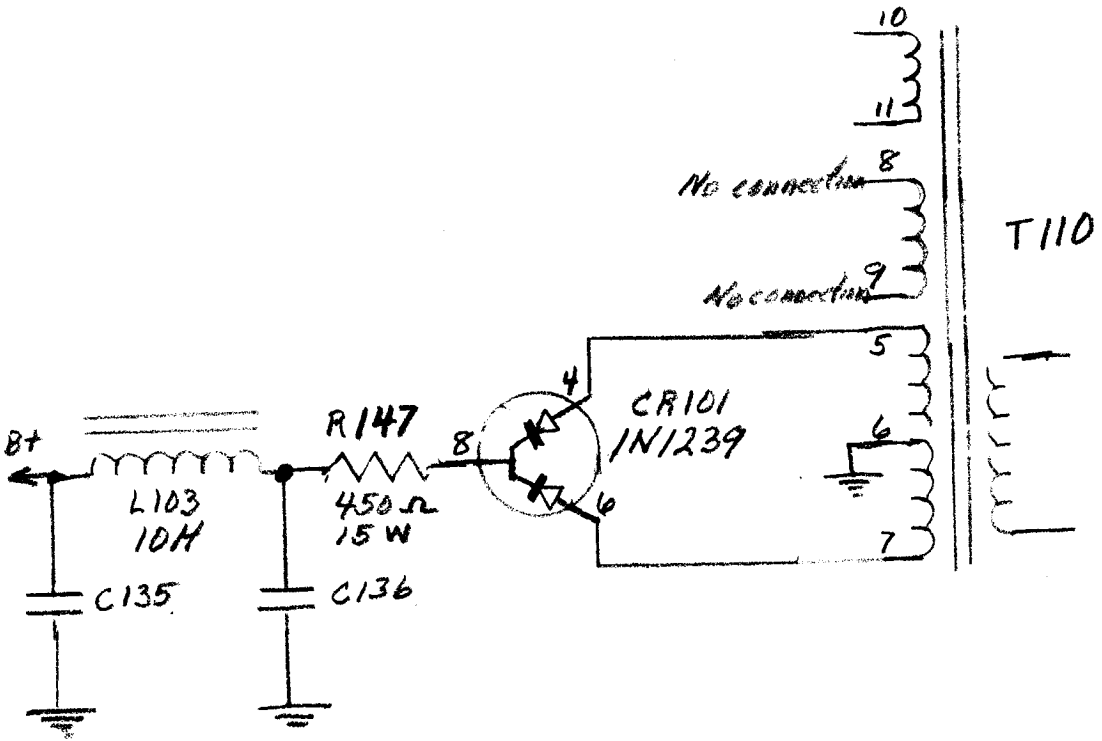 10
11
8
No connection
T110
9
No connection
5
4
CR101
1N1239
R147
B+
8
6
L103
10H
450 Ω
15 W
6
7
C135
C136